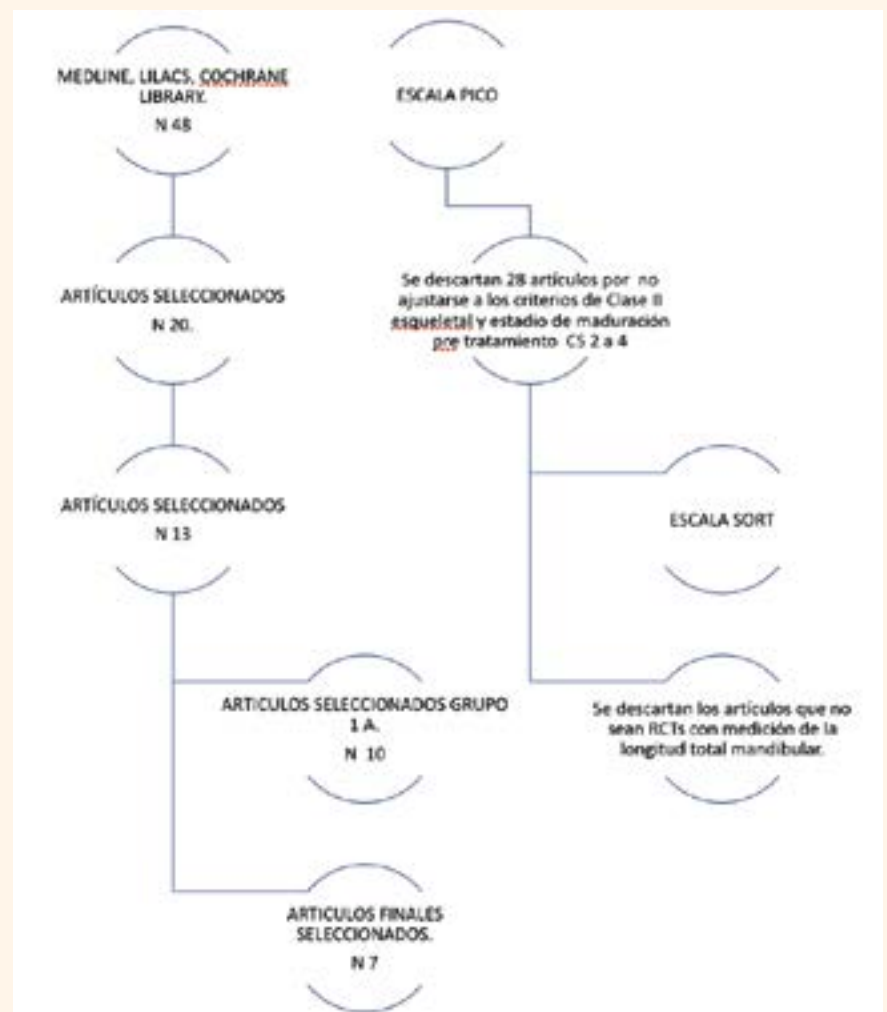 MEDLINE, LILACS, COCHRANE
LIBRARY.
N 48
ARTÍCULOS SELECCIONADOS
N 20.
ARTÍCULOS SELECCIONADOS
N 13
ARTICULOS SELECCIONADOS GRUPO
1 A.
N 10
ARTICULOS FINALES
SELECCIONADOS.
N 7
ESCALA PICO
Se descartan 28 artículos por no
ajustarse a los criterios de Clase II
esqueletal y estadio de maduración
pre tratamiento CS 2 a 4
ESCALA SORT
Se descartan los artículos que no
sean RCTs con medición de la
longitud total mandibular.